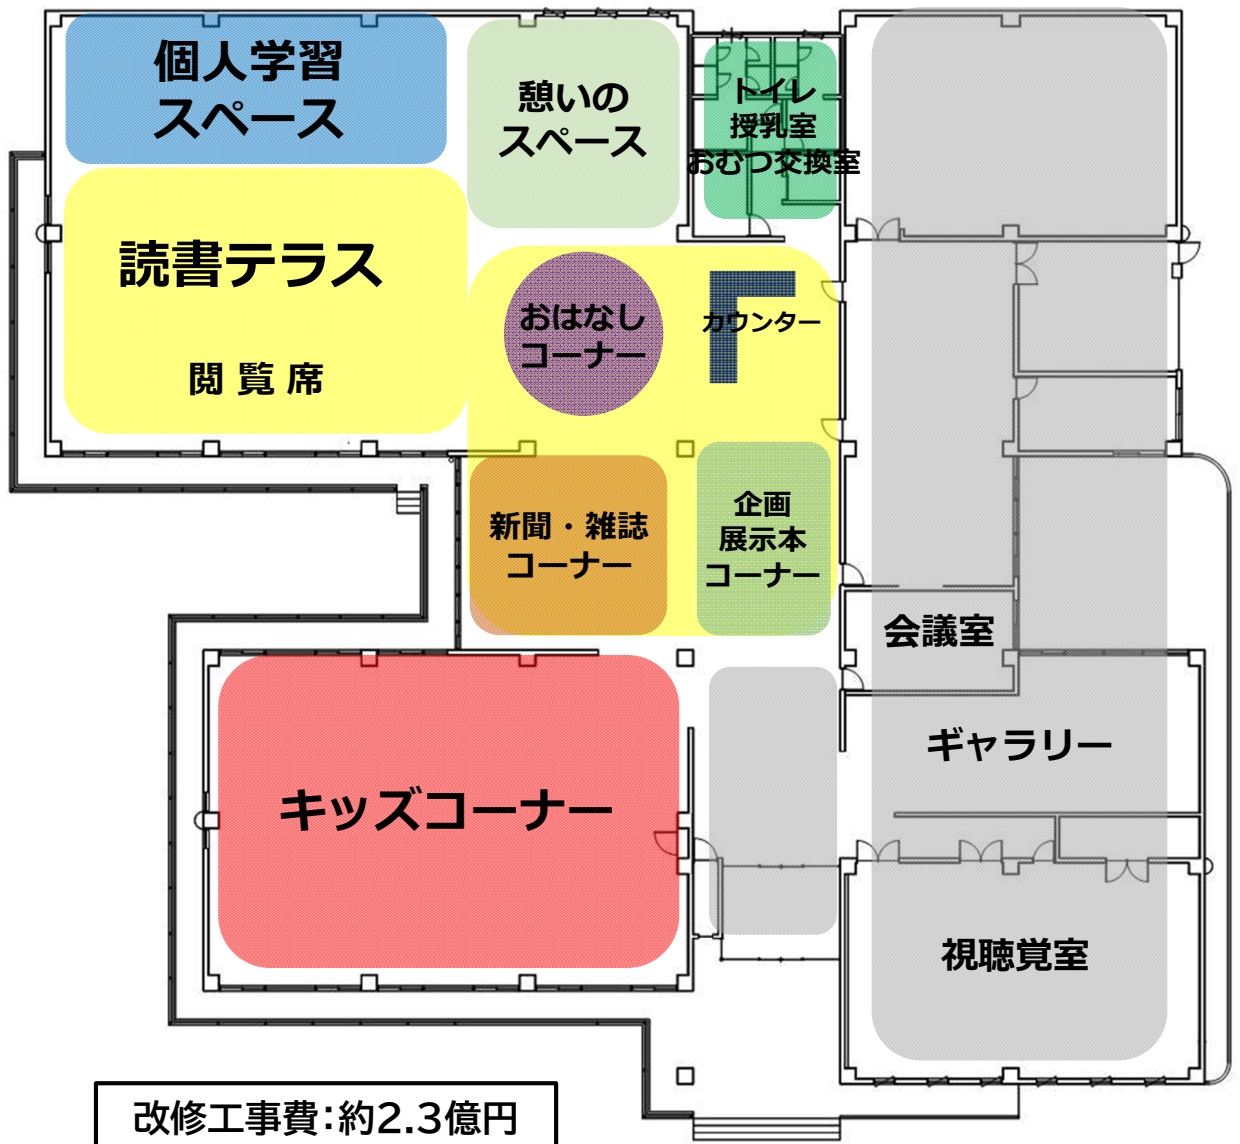 個人学習
スペース
憩いの
スペース
トイレ
授乳室
おむつ交換室
読書テラス
閲 覧 席
おはなし
コーナー
カウンター
新聞・雑誌
コーナー
企画
展示本
コーナー
会議室
ギャラリー
キッズコーナー
視聴覚室
改修工事費:約2.3億円